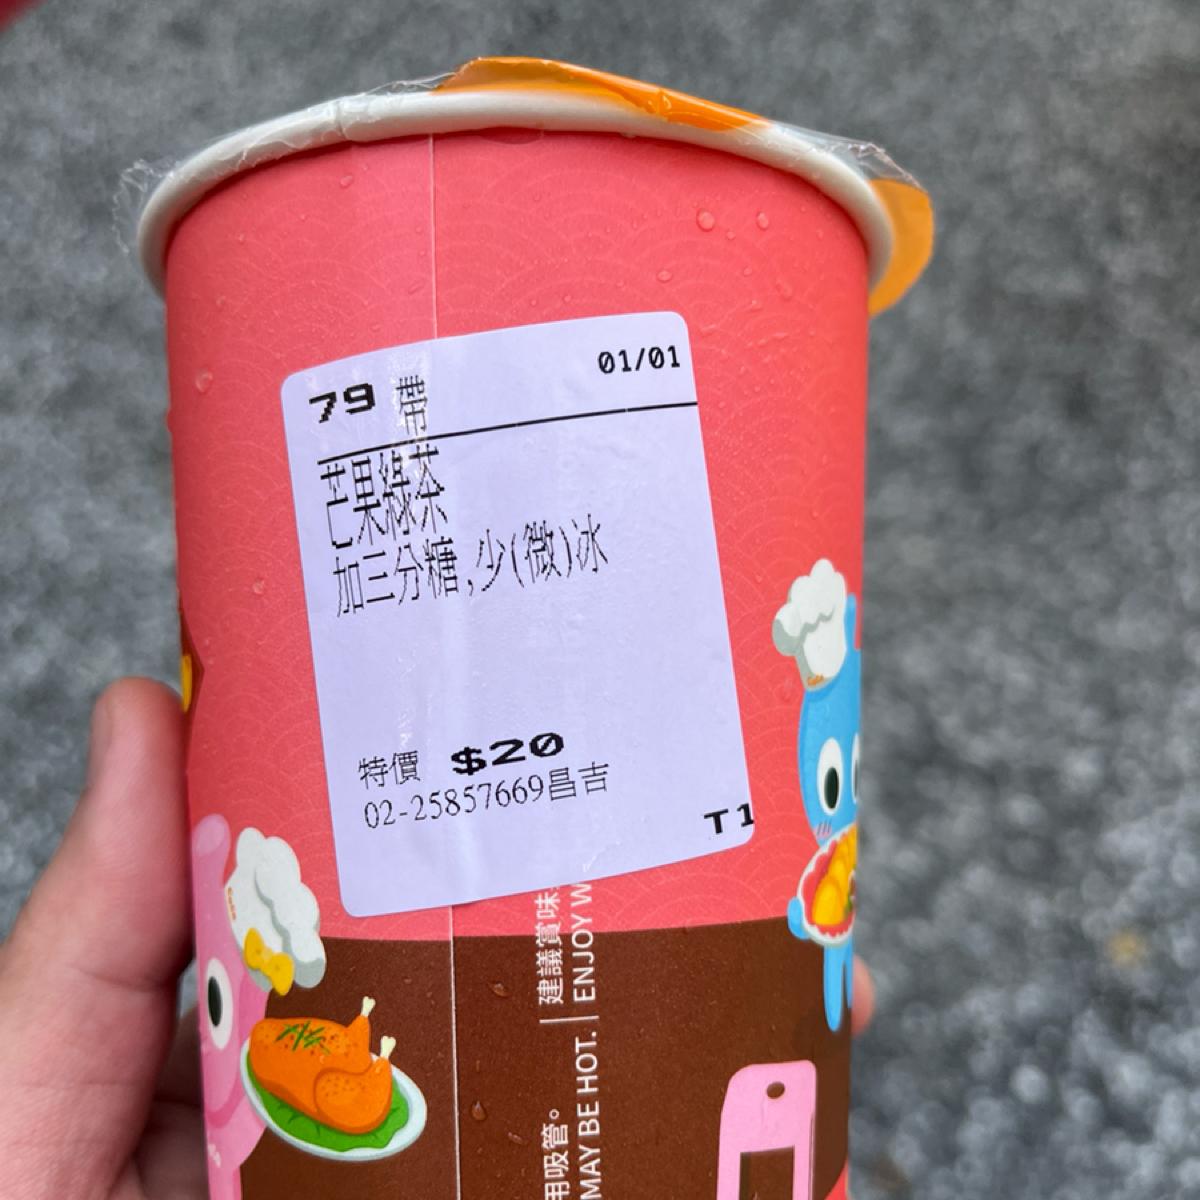 79 帶 01/01
芒果綠茶
加三分糖,少(微)冰
特價 $20
02-25857669昌吉
T1
建議賞味
用吸管。
MAY BE HOT. | ENJOY W